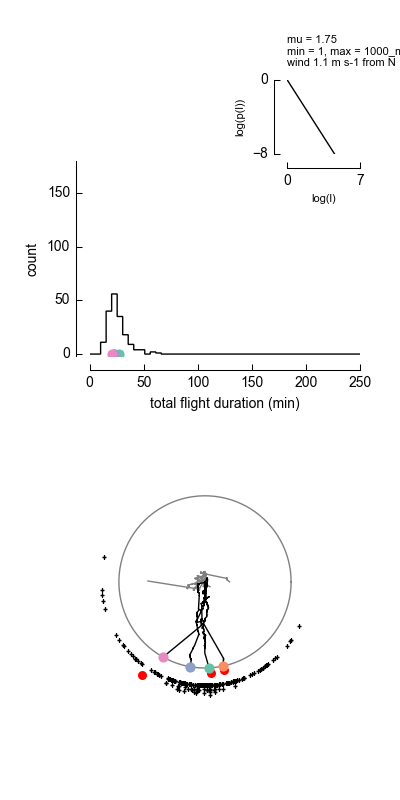 mu = 1.75
min = 1, max = 1000_m
wind 1.1 m s-1 from N
0
log(p(l))
−8
0
7
log(l)
150
100
50
0
count
0
50
100
150
200
250
total flight duration (min)